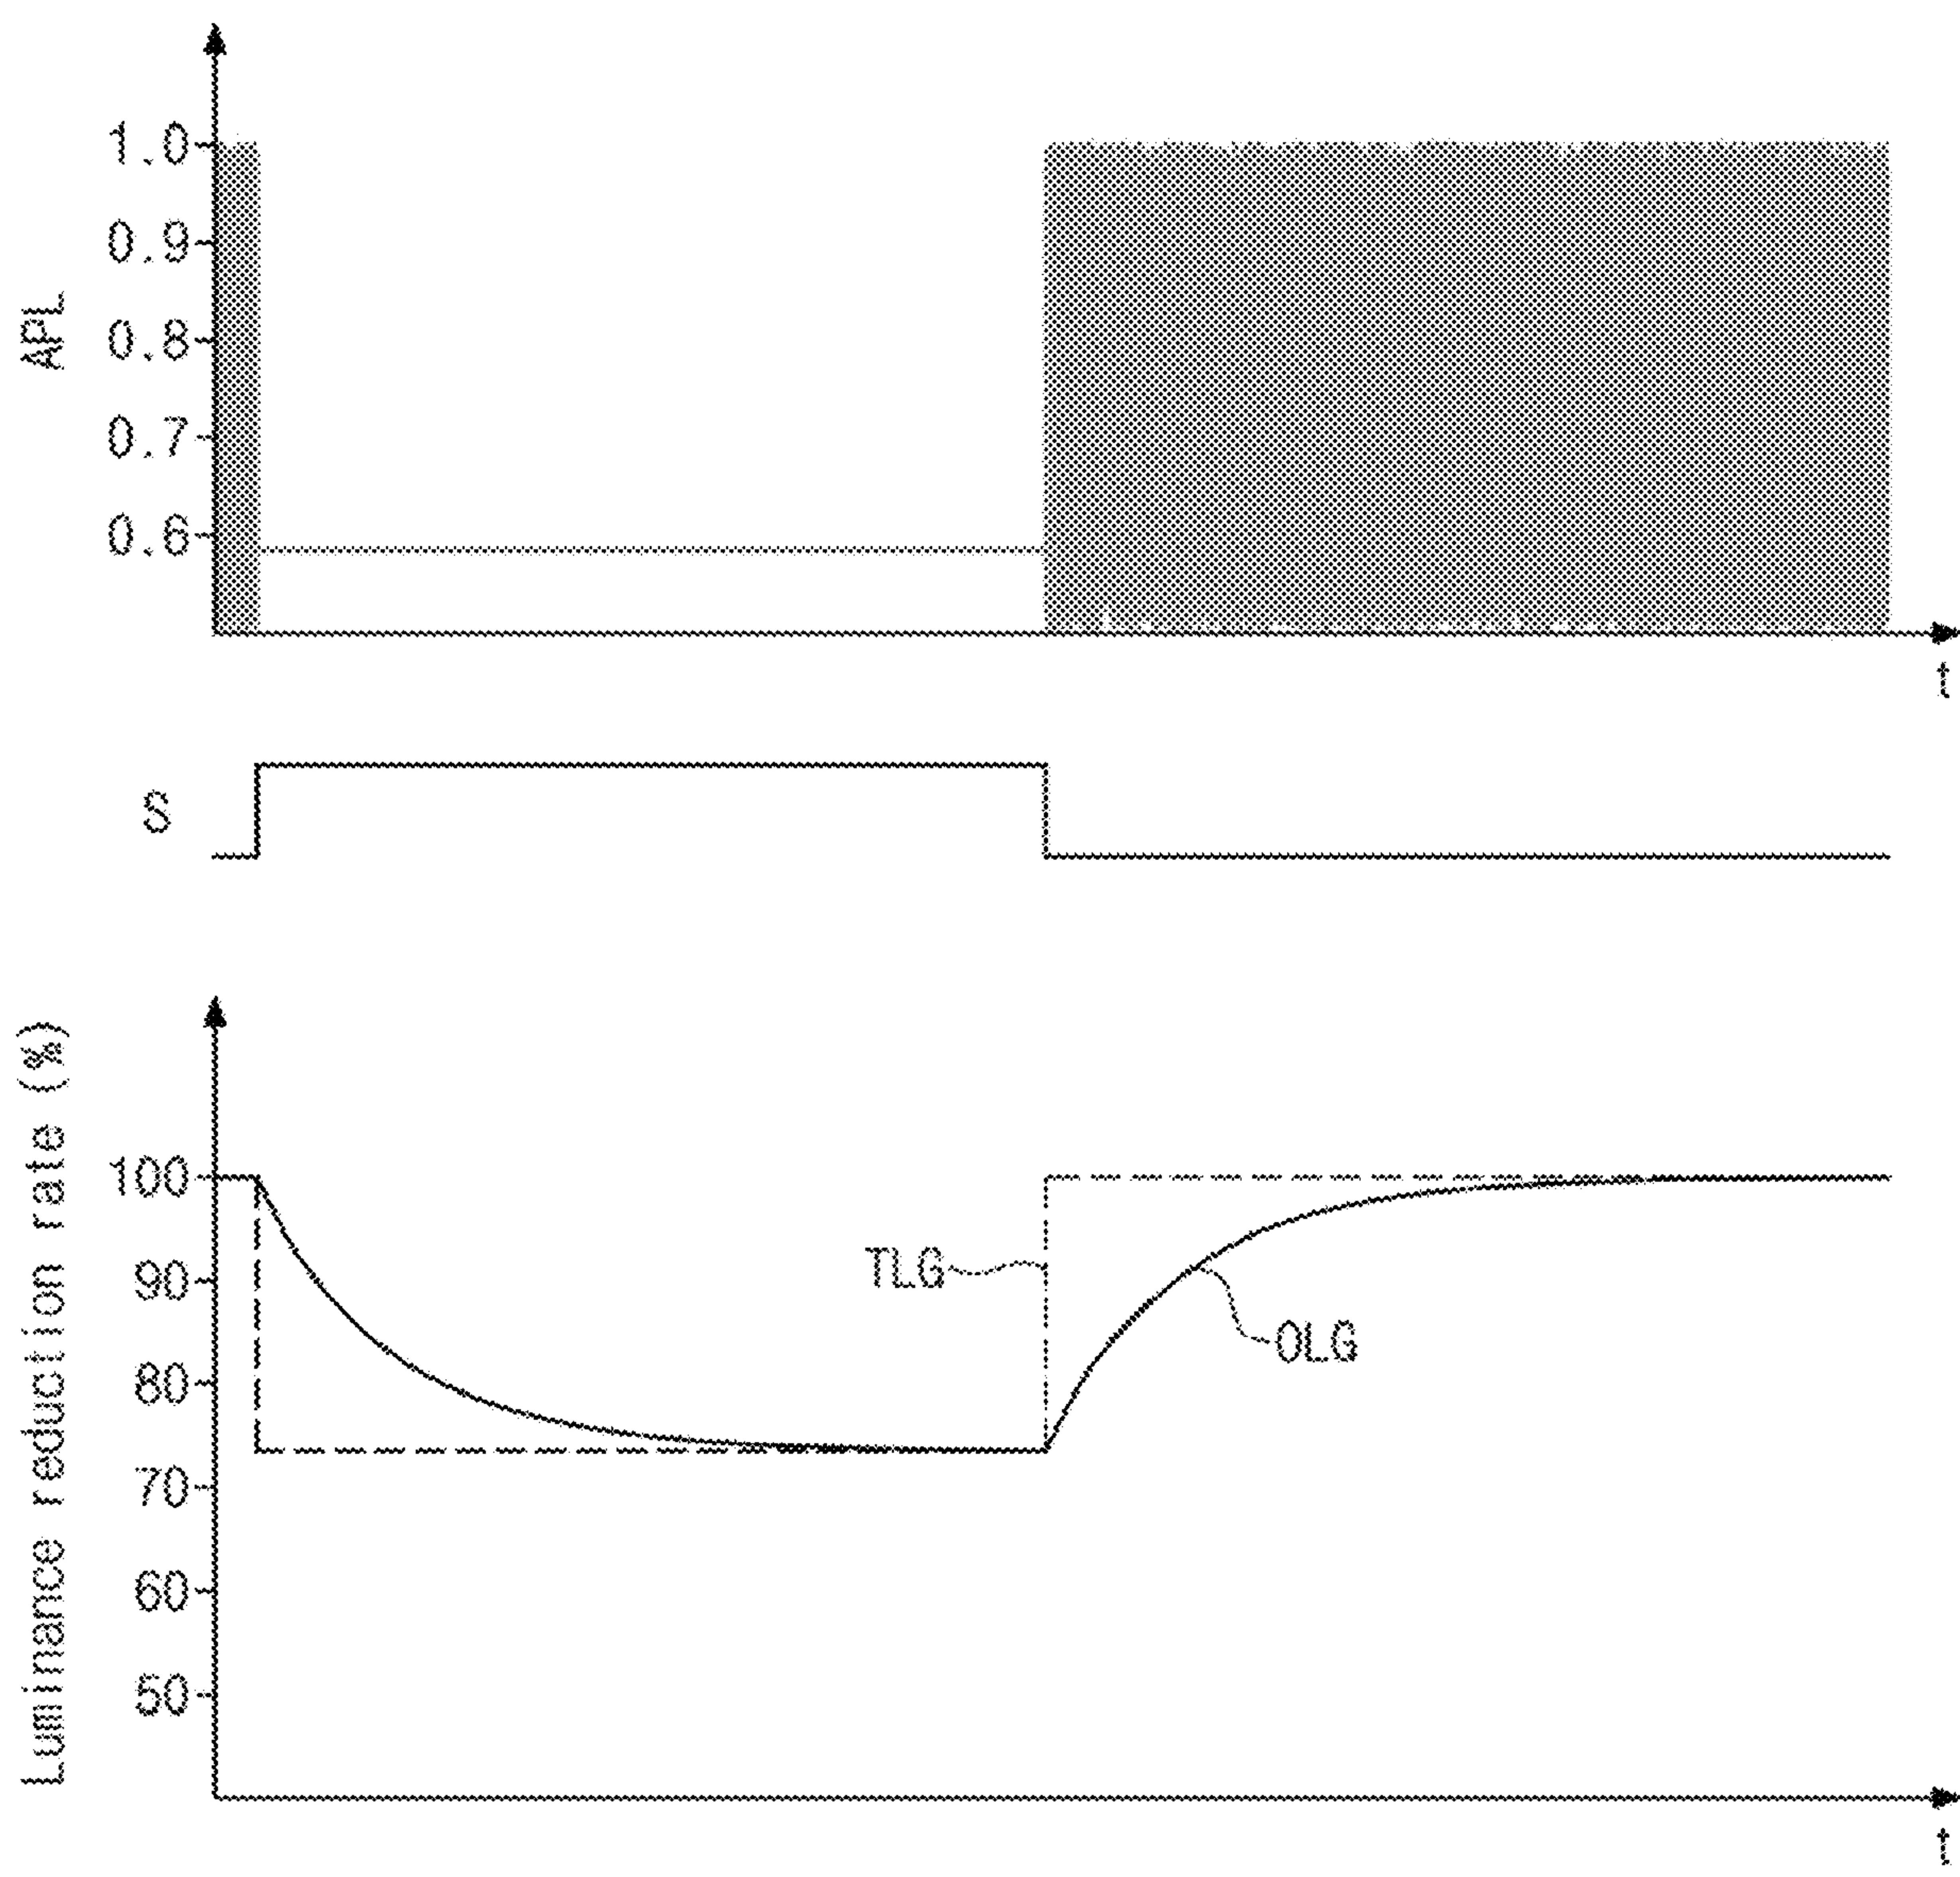 APL
1.0
0.9
0.8
0.7
0.6
t
S
Luminance reduction rate (%)
100
90
80
70
60
50
TLG
OLG
t